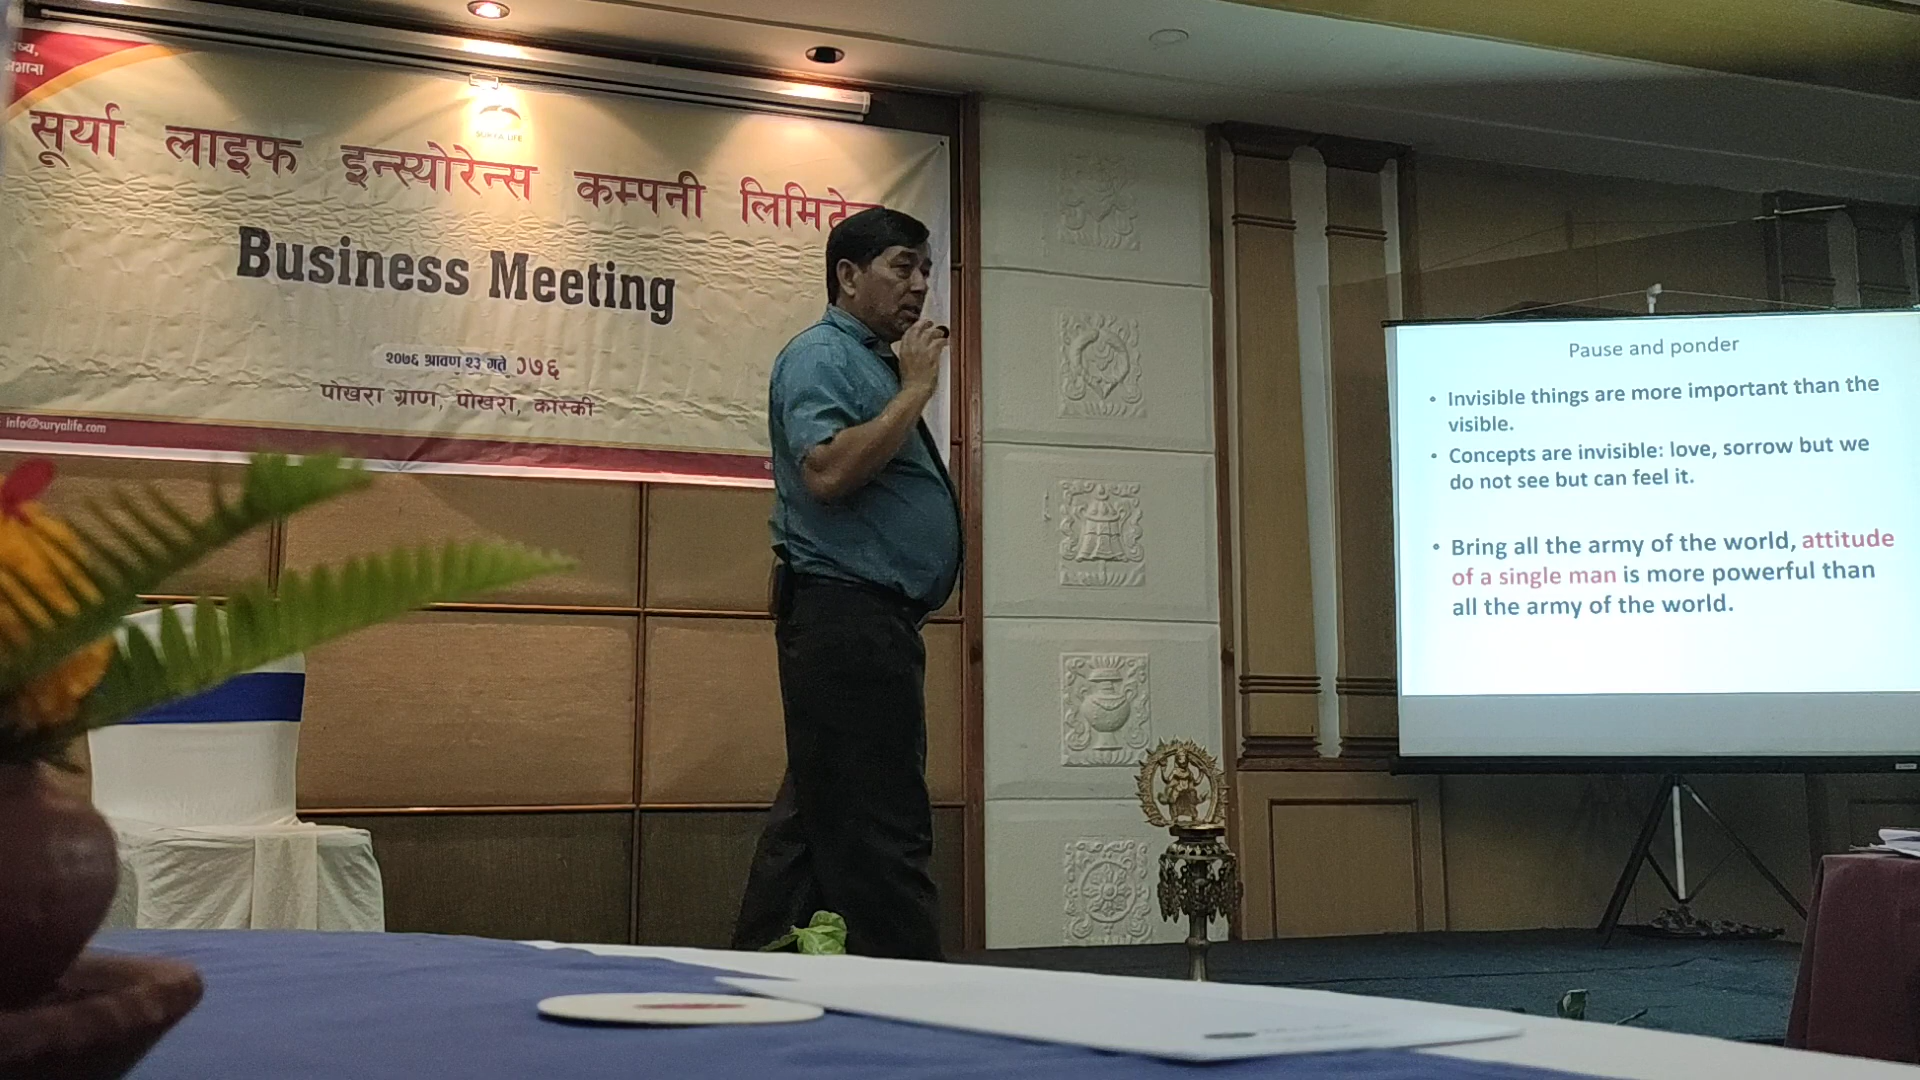 सूर्या लाइफ इन्स्योरेन्स कम्पनी
SURYA LIFE
Business Meeting
२०७६ श्रावण २३ गते
पोखरा ग्राण, पोखरा, कास्की
info@suryalife.com
Pause and ponder
• Invisible things are more important than the
visible.
• Concepts are invisible: love, sorrow but we
do not see but can feel it.
• Bring all the army of the world, attitude
of a single man is more powerful than
all the army of the world.